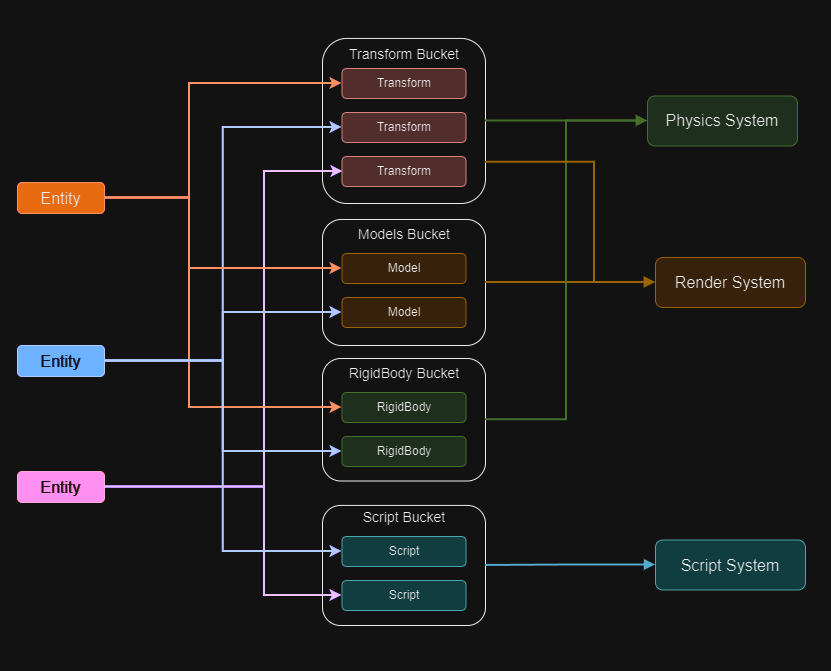 Entity
Entity
Entity
Transform Bucket
Transform
Transform
Transform
Models Bucket
Model
Model
RigidBody Bucket
RigidBody
RigidBody
Script Bucket
Script
Script
Physics System
Render System
Script System